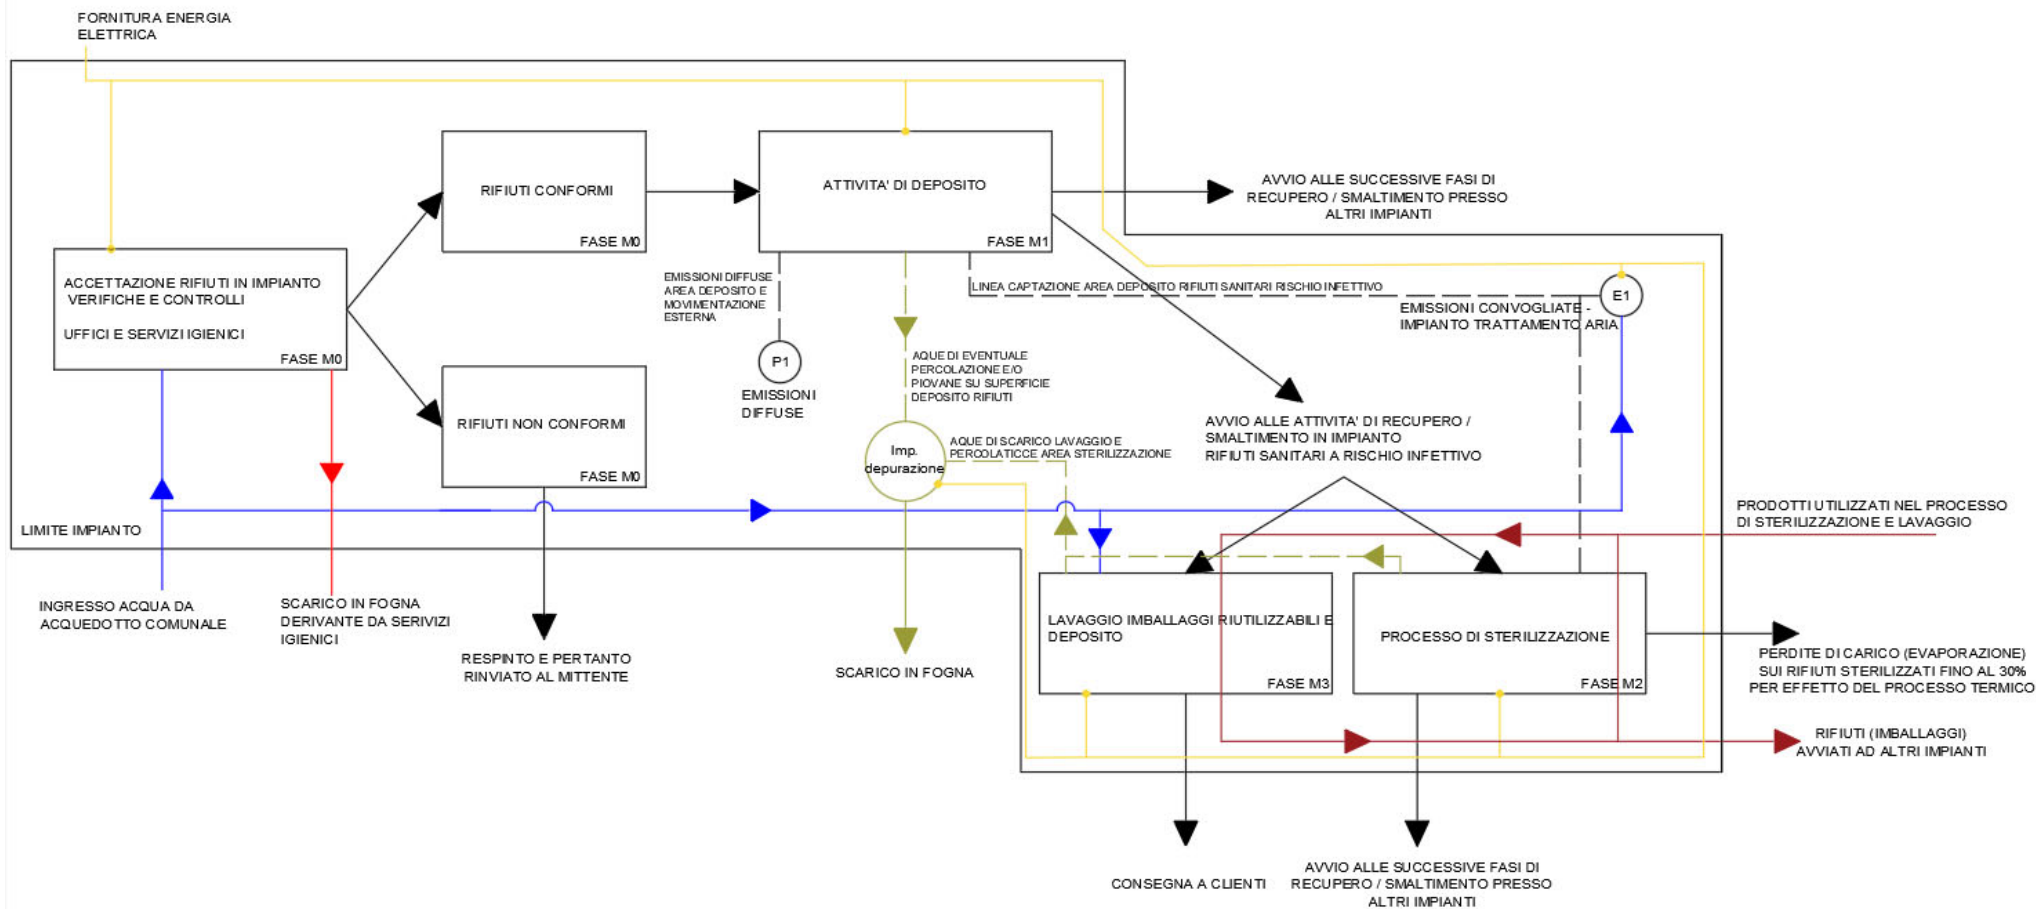 FORNITURA ENERGIA
ELETTRICA
RIFIUTI CONFORMI
FASE M0
ATTIVITA' DI DEPOSITO
FASE M1
AVVIO ALLE SUCCESSIVE FASI DI
RECUPERO / SMALTIMENTO PRESSO
ALTRI IMPIANTI
ACCETTAZIONE RIFIUTI IN IMPIANTO
VERIFICHE E CONTROLLI
UFFICI E SERVIZI IGIENICI
FASE M0
EMISSIONI DIFFUSE
AREA DEPOSITO E
MOVIMENTAZIONE
ESTERNA
LINEA CAPTAZIONE AREA DEPOSITO RIFIUTI SANITARI RISCHIO INFETTIVO
E1
EMISSIONI CONVOGLIATE -
IMPIANTO TRATTAMENTO ARIA
P1
EMISSIONI
DIFFUSE
AQUE DI EVENTUALE
PERCOLAZIONE E/O
PIOVANE SU SUPERFICIE
DEPOSITO RIFIUTI
RIFIUTI NON CONFORMI
FASE M0
Imp.
depurazione
AQUE DI SCARICO LAVAGGIO E
PERCOLATICCE AREA STERILIZZAZIONE
AVVIO ALLE ATTIVITA' DI RECUPERO /
SMALTIMENTO IN IMPIANTO
RIFIUTI SANITARI A RISCHIO INFETTIVO
LIMITE IMPIANTO
PRODOTTI UTILIZZATI NEL PROCESSO
DI STERILIZZAZIONE E LAVAGGIO
INGRESSO ACQUA DA
ACQUEDOTTO COMUNALE
SCARICO IN FOGNA
DERIVANTE DA SERIVIZI
IGIENICI
RESPINTO E PERTANTO
RINVIATO AL MITTENTE
SCARICO IN FOGNA
LAVAGGIO IMBALLAGGI RIUTILIZZABILI E
DEPOSITO
FASE M3
PROCESSO DI STERILIZZAZIONE
FASE M2
PERDITE DI CARICO (EVAPORAZIONE)
SUI RIFIUTI STERILIZZATI FINO AL 30%
PER EFFETTO DEL PROCESSO TERMICO
RIFIUTI (IMBALLAGGI)
AVVIATI AD ALTRI IMPIANTI
CONSEGNA A CLIENTI
AVVIO ALLE SUCCESSIVE FASI DI
RECUPERO / SMALTIMENTO PRESSO
ALTRI IMPIANTI